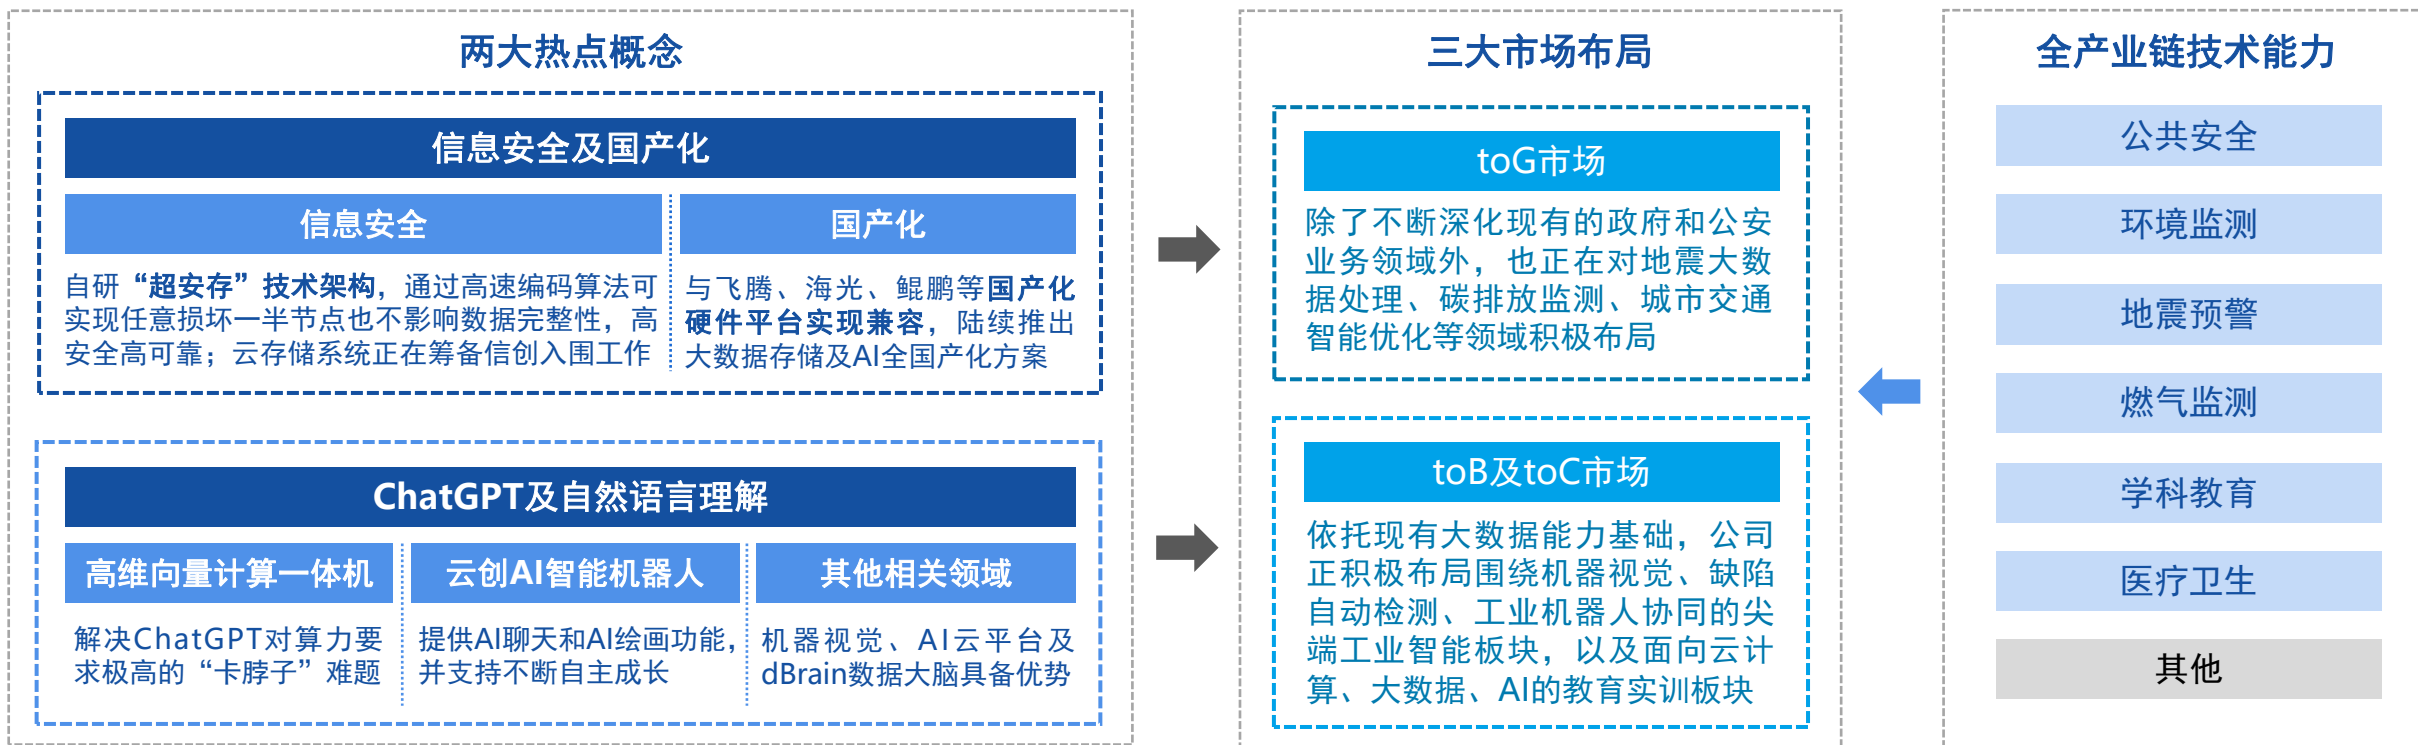 两大热点概念
信息安全及国产化
信息安全
自研“超安存”技术架构，通过高速编码算法可
实现任意损坏一半节点也不影响数据完整性，高
安全高可靠；云存储系统正在筹备信创入围工作
国产化
与飞腾、海光、鲲鹏等国产化
硬件平台实现兼容，陆续推出
大数据存储及AI全国产化方案
ChatGPT及自然语言理解
高维向量计算一体机
解决ChatGPT对算力要
求极高的“卡脖子”难题
云创AI智能机器人
提供AI聊天和AI绘画功能，
并支持不断自主成长
其他相关领域
机器视觉、AI云平台及
dBrain数据大脑具备优势
三大市场布局
toG市场
除了不断深化现有的政府和公安
业务领域外，也正在对地震大数
据处理、碳排放监测、城市交通
智能优化等领域积极布局
toB及toC市场
依托现有大数据能力基础，公司
正积极布局围绕机器视觉、缺陷
自动检测、工业机器人协同的尖
端工业智能板块，以及面向云计
算、大数据、AI的教育实训板块
全产业链技术能力
公共安全
环境监测
地震预警
燃气监测
学科教育
医疗卫生
其他